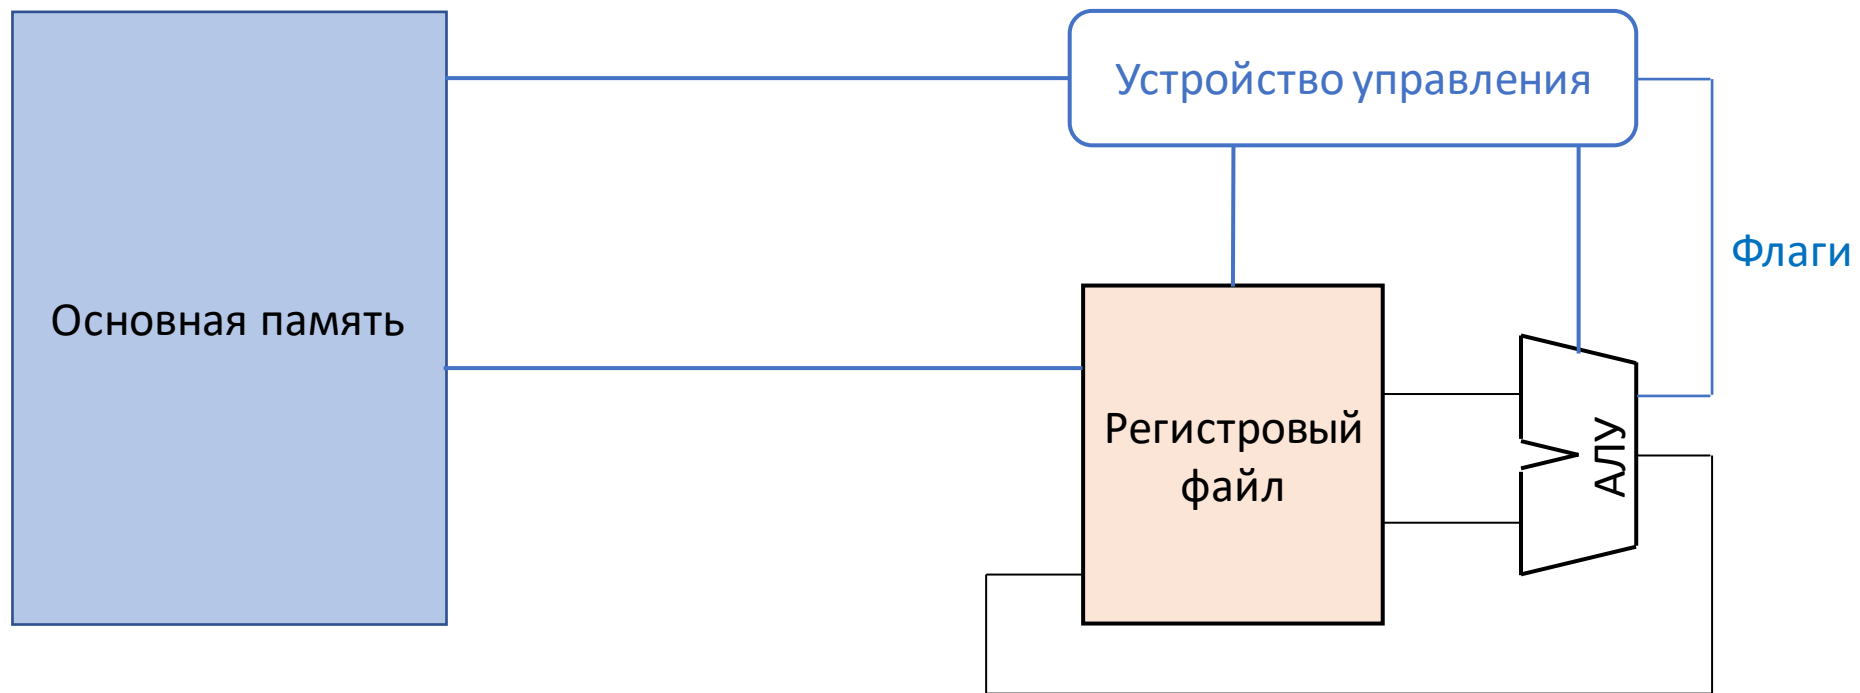 Устройство управления
Флаги
Основная память
Регистровый
файл
АЛУ